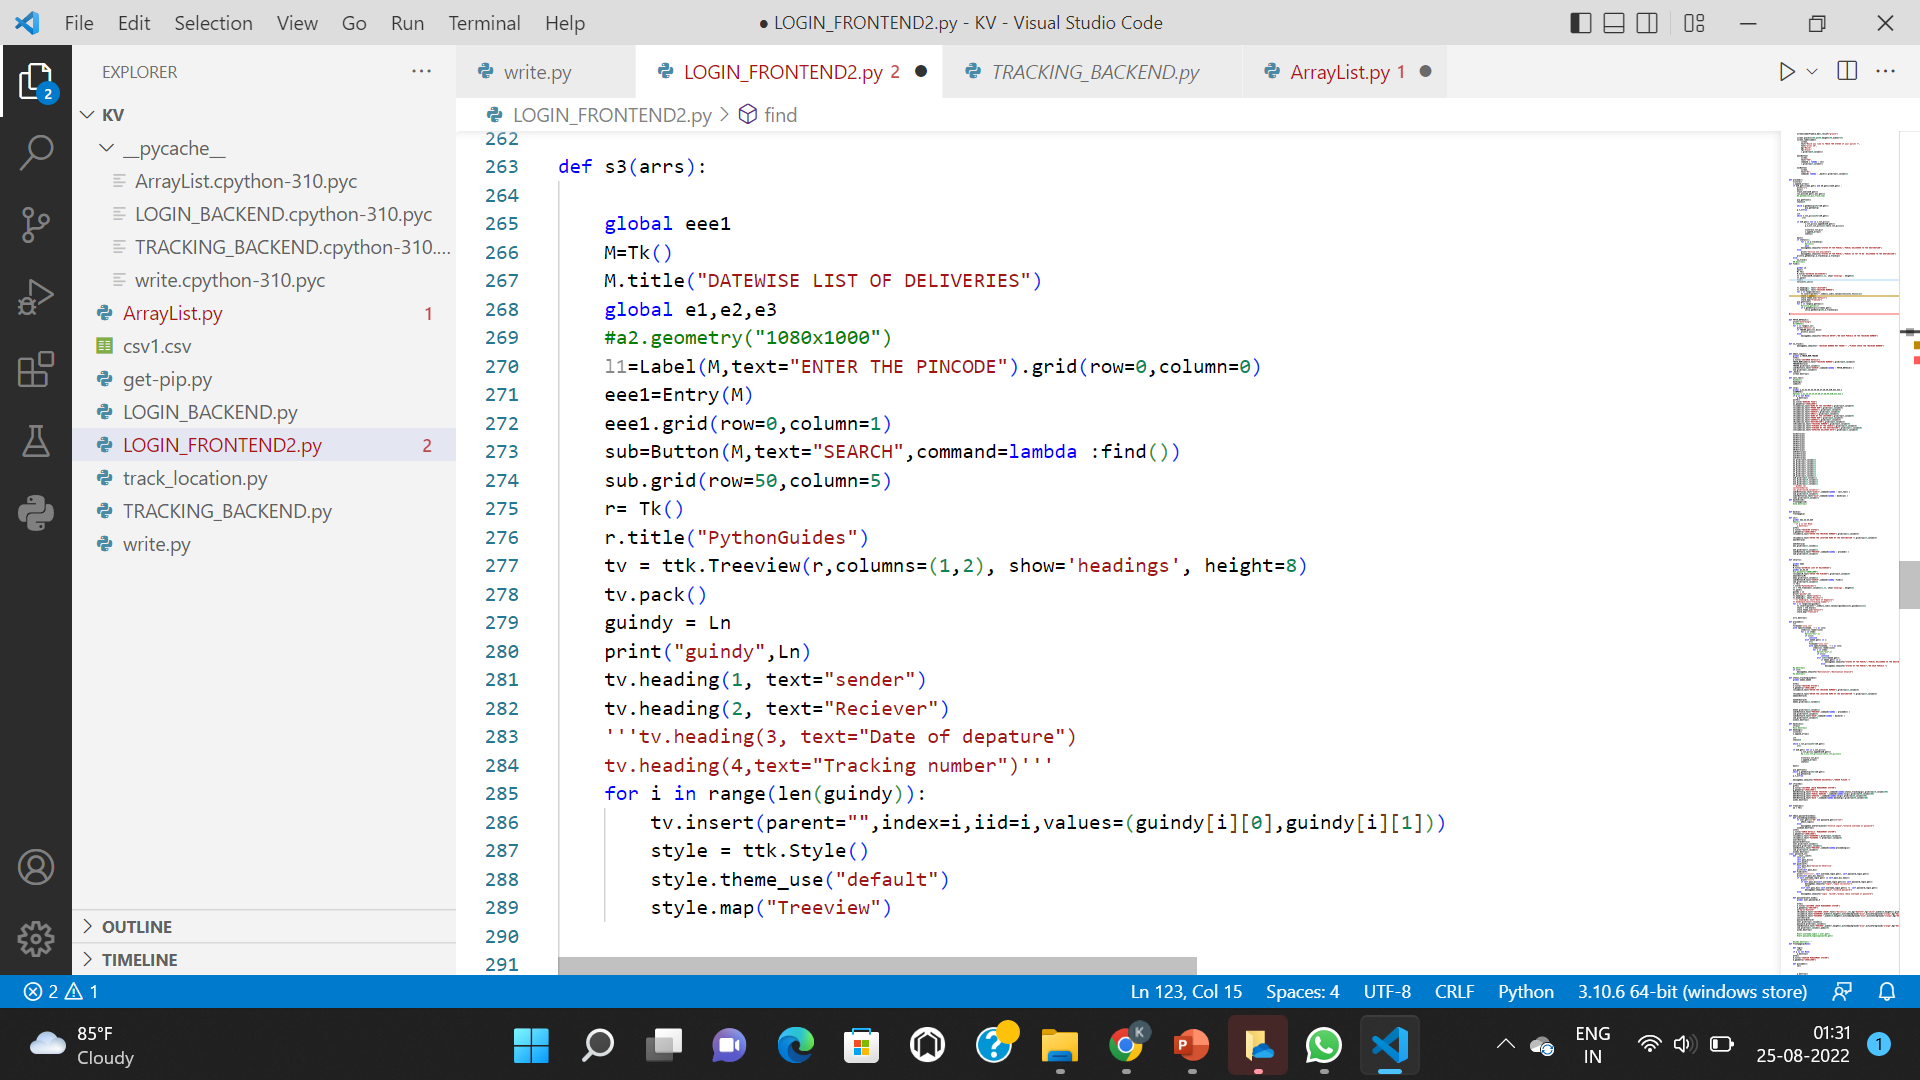 File Edit Selection View Go Run Terminal Help
● LOGIN_FRONTEND2.py - KV - Visual Studio Code
EXPLORER
2
KV
__pycache__
ArrayList.cpython-310.pyc
LOGIN_BACKEND.cpython-310.pyc
TRACKING_BACKEND.cpython-310....
write.cpython-310.pyc
ArrayList.py 1
csv1.csv
get-pip.py
LOGIN_BACKEND.py
LOGIN_FRONTEND2.py 2
track_location.py
TRACKING_BACKEND.py
write.py
OUTLINE
TIMELINE
write.py LOGIN_FRONTEND2.py 2 TRACKING_BACKEND.py ArrayList.py 1
LOGIN_FRONTEND2.py > find
262
263 def s3(arrs):
264
265 global eee1
266 M=Tk()
267 M.title("DATEWISE LIST OF DELIVERIES")
268 global e1,e2,e3
269 #a2.geometry("1080x1000")
270 l1=Label(M,text="ENTER THE PINCODE").grid(row=0,column=0)
271 eee1=Entry(M)
272 eee1.grid(row=0,column=1)
273 sub=Button(M,text="SEARCH",command=lambda :find())
274 sub.grid(row=50,column=5)
275 r= Tk()
276 r.title("PythonGuides")
277 tv = ttk.Treeview(r,columns=(1,2), show='headings', height=8)
278 tv.pack()
279 guindy = Ln
280 print("guindy",Ln)
281 tv.heading(1, text="sender")
282 tv.heading(2, text="Reciever")
283 '''tv.heading(3, text="Date of depature")
284 tv.heading(4,text="Tracking number")'''
285 for i in range(len(guindy)):
286 tv.insert(parent="",index=i,iid=i,values=(guindy[i][0],guindy[i][1]))
287 style = ttk.Style()
288 style.theme_use("default")
289 style.map("Treeview")
290
291
2 1
Ln 123, Col 15 Spaces: 4 UTF-8 CRLF Python 3.10.6 64-bit (windows store)
85°F
Cloudy
K
P
ENG
IN
01:31
25-08-2022
1